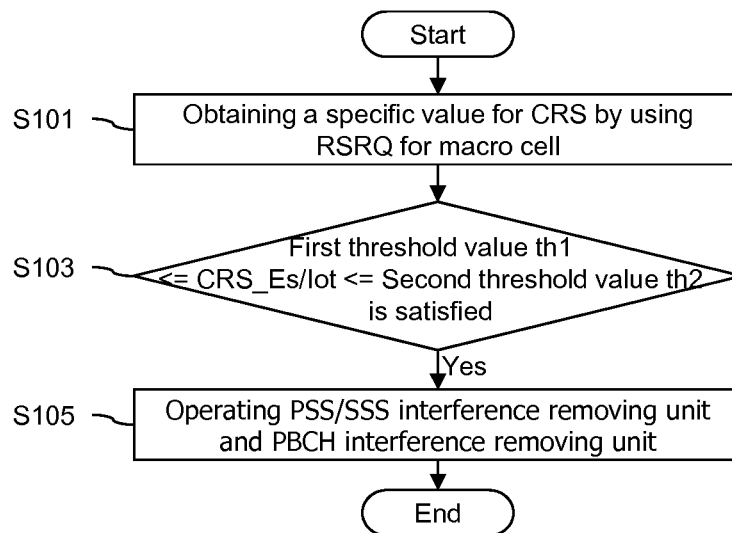 Start
S101
Obtaining a specific value for CRS by using
RSRQ for macro cell
First threshold value th1
S103
<= CRS_Es/Iot <= Second threshold value th2
is satisfied
Yes
S105
Operating PSS/SSS interference removing unit
and PBCH interference removing unit
End